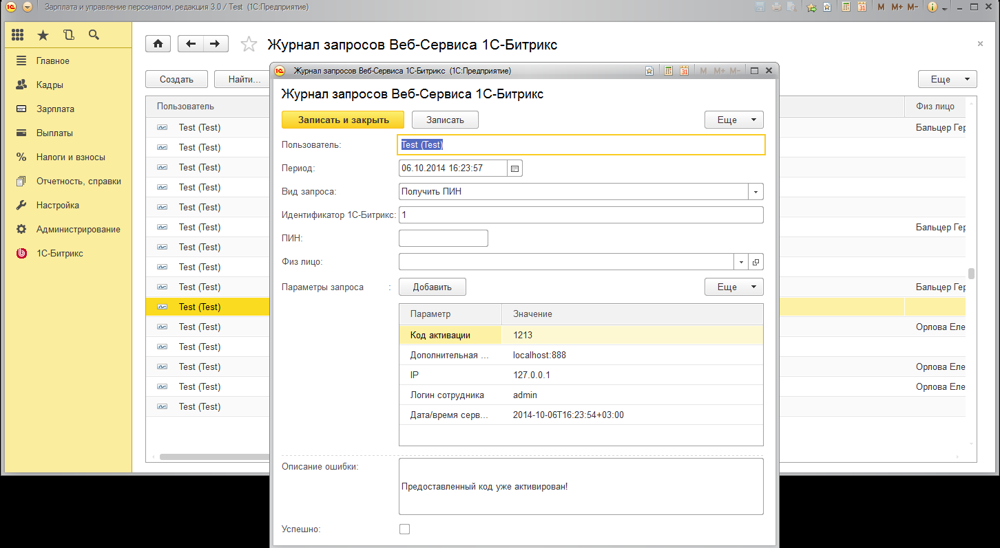 Зарплата и управление персоналом, редакция 3.0 / Test (1С:Предприятие)
M M+ M-
Главное
Кадры
Зарплата
Выплаты
Налоги и взносы
Отчетность, справки
Настройка
Администрирование
1С-Битрикс
Журнал запросов Веб-Сервиса 1С-Битрикс
Создать
Найти...
Еще
Пользователь
Физ лицо
Test (Test)
Бальцер Гер
Test (Test)
Test (Test)
Test (Test)
Test (Test)
Test (Test)
Бальцер Гер
Test (Test)
Test (Test)
Test (Test)
Бальцер Гер
Test (Test)
Test (Test)
Орлова Еле
Test (Test)
Test (Test)
Орлова Еле
Test (Test)
Орлова Еле
Test (Test)
Журнал запросов Веб-Сервиса 1С-Битрикс (1С:Предприятие)
M M+ M-
Журнал запросов Веб-Сервиса 1С-Битрикс
Записать и закрыть
Записать
Еще
Пользователь: Test (Test)
Период: 06.10.2014 16:23:57
Вид запроса: Получить ПИН
Идентификатор 1С-Битрикс: 1
ПИН:
Физ лицо:
Параметры запроса : Добавить Еще
Параметр Значение
Код активации 1213
Дополнительная ... localhost:888
IP 127.0.0.1
Логин сотрудника admin
Дата/время серв... 2014-10-06T16:23:54+03:00
Описание ошибки:
Предоставленный код уже активирован!
Успешно: